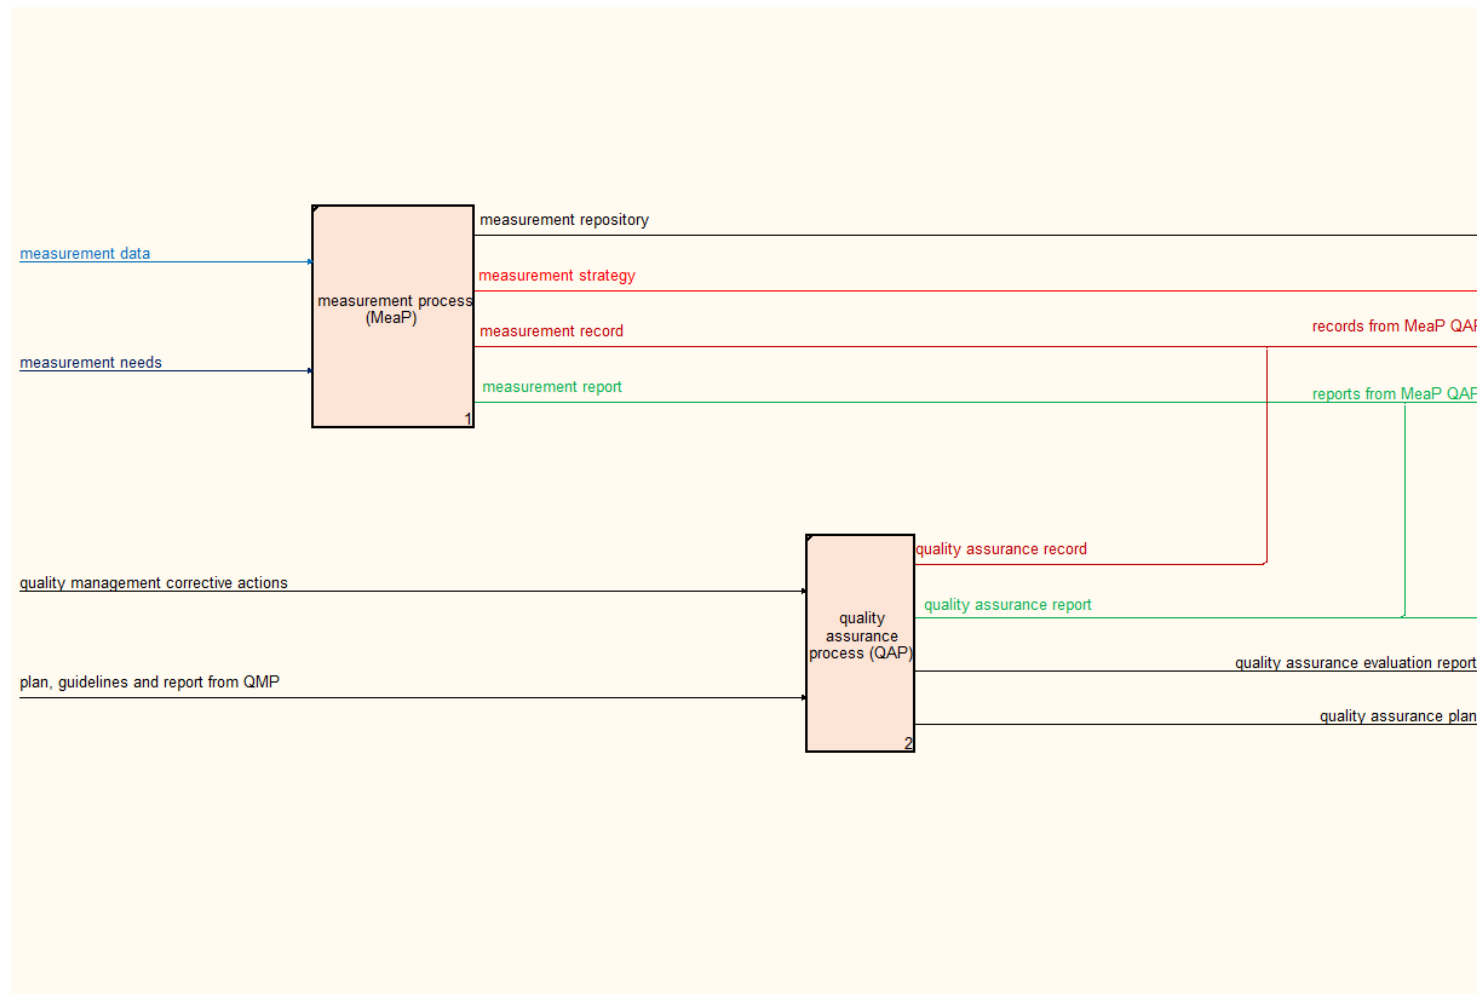 measurement repository
measurement data
measurement strategy
measurement process
(MeaP)
measurement record
records from MeaP QAP
measurement needs
measurement report
reports from MeaP QAP
1
quality assurance record
quality management corrective actions
quality assurance report
quality
assurance
process (QAP)
quality assurance evaluation report
plan, guidelines and report from QMP
quality assurance plan
2